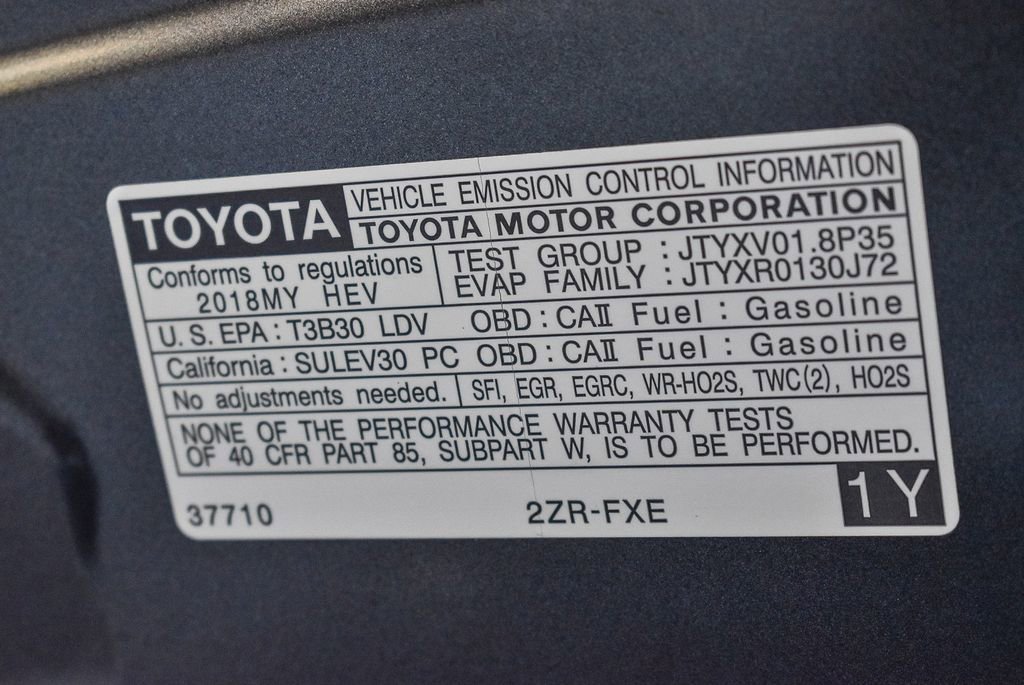 TOYOTA
VEHICLE EMISSION CONTROL INFORMATION
TOYOTA MOTOR CORPORATION
Conforms to regulations
2018MY HEV
TEST GROUP : JTYXV01.8P35
EVAP FAMILY : JTYXR0130J72
U.S. EPA : T3B30 LDV OBD : CAⅡ Fuel : Gasoline
California : SULEV30 PC OBD : CAⅡ Fuel : Gasoline
No adjustments needed. SFI, EGR, EGRC, WR-HO2S, TWC(2), HO2S
NONE OF THE PERFORMANCE WARRANTY TESTS
OF 40 CFR PART 85, SUBPART W, IS TO BE PERFORMED.
37710 2ZR-FXE 1Y